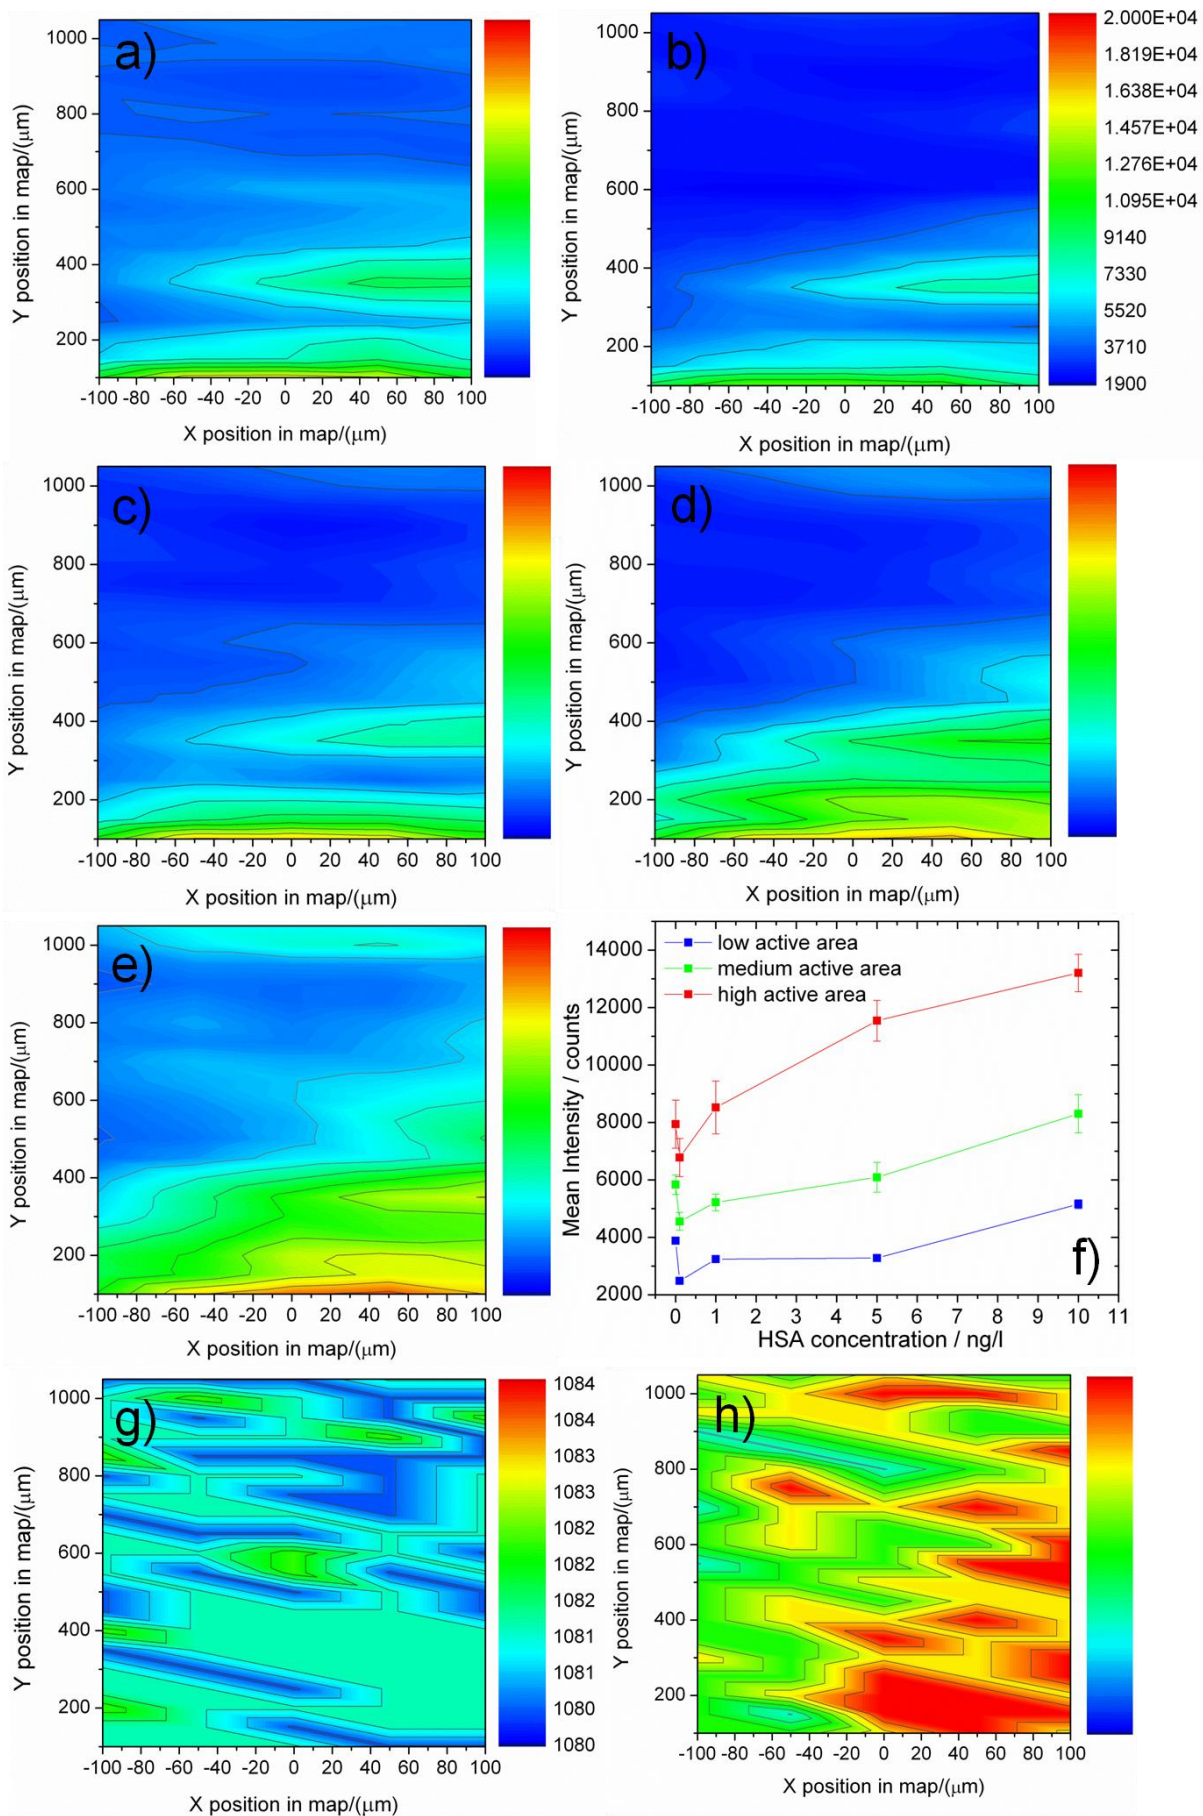 a)
1000
800
600
400
200
Y position in map/(μm)
-100 -80 -60 -40 -20 0 20 40 60 80 100
X position in map/(μm)
b)
1000
800
600
400
200
Y position in map/(μm)
-100 -80 -60 -40 -20 0 20 40 60 80 100
X position in map/(μm)
2.000E+04
1.819E+04
1.638E+04
1.457E+04
1.276E+04
1.095E+04
9140
7330
5520
3710
1900
c)
1000
800
600
400
200
Y position in map/(μm)
-100 -80 -60 -40 -20 0 20 40 60 80 100
X position in map/(μm)
d)
1000
800
600
400
200
Y position in map/(μm)
-100 -80 -60 -40 -20 0 20 40 60 80 100
X position in map/(μm)
e)
1000
800
600
400
200
Y position in map/(μm)
-100 -80 -60 -40 -20 0 20 40 60 80 100
X position in map/(μm)
14000
12000
10000
8000
6000
4000
2000
Mean Intensity / counts
low active area
medium active area
high active area
f)
0 1 2 3 4 5 6 7 8 9 10 11
HSA concentration / ng/l
g)
1000
800
600
400
200
Y position in map/(μm)
-100 -80 -60 -40 -20 0 20 40 60 80 100
X position in map/(μm)
1084
1084
1083
1083
1082
1082
1082
1081
1081
1080
1080
h)
1000
800
600
400
200
Y position in map/(μm)
-100 -80 -60 -40 -20 0 20 40 60 80 100
X position in map/(μm)